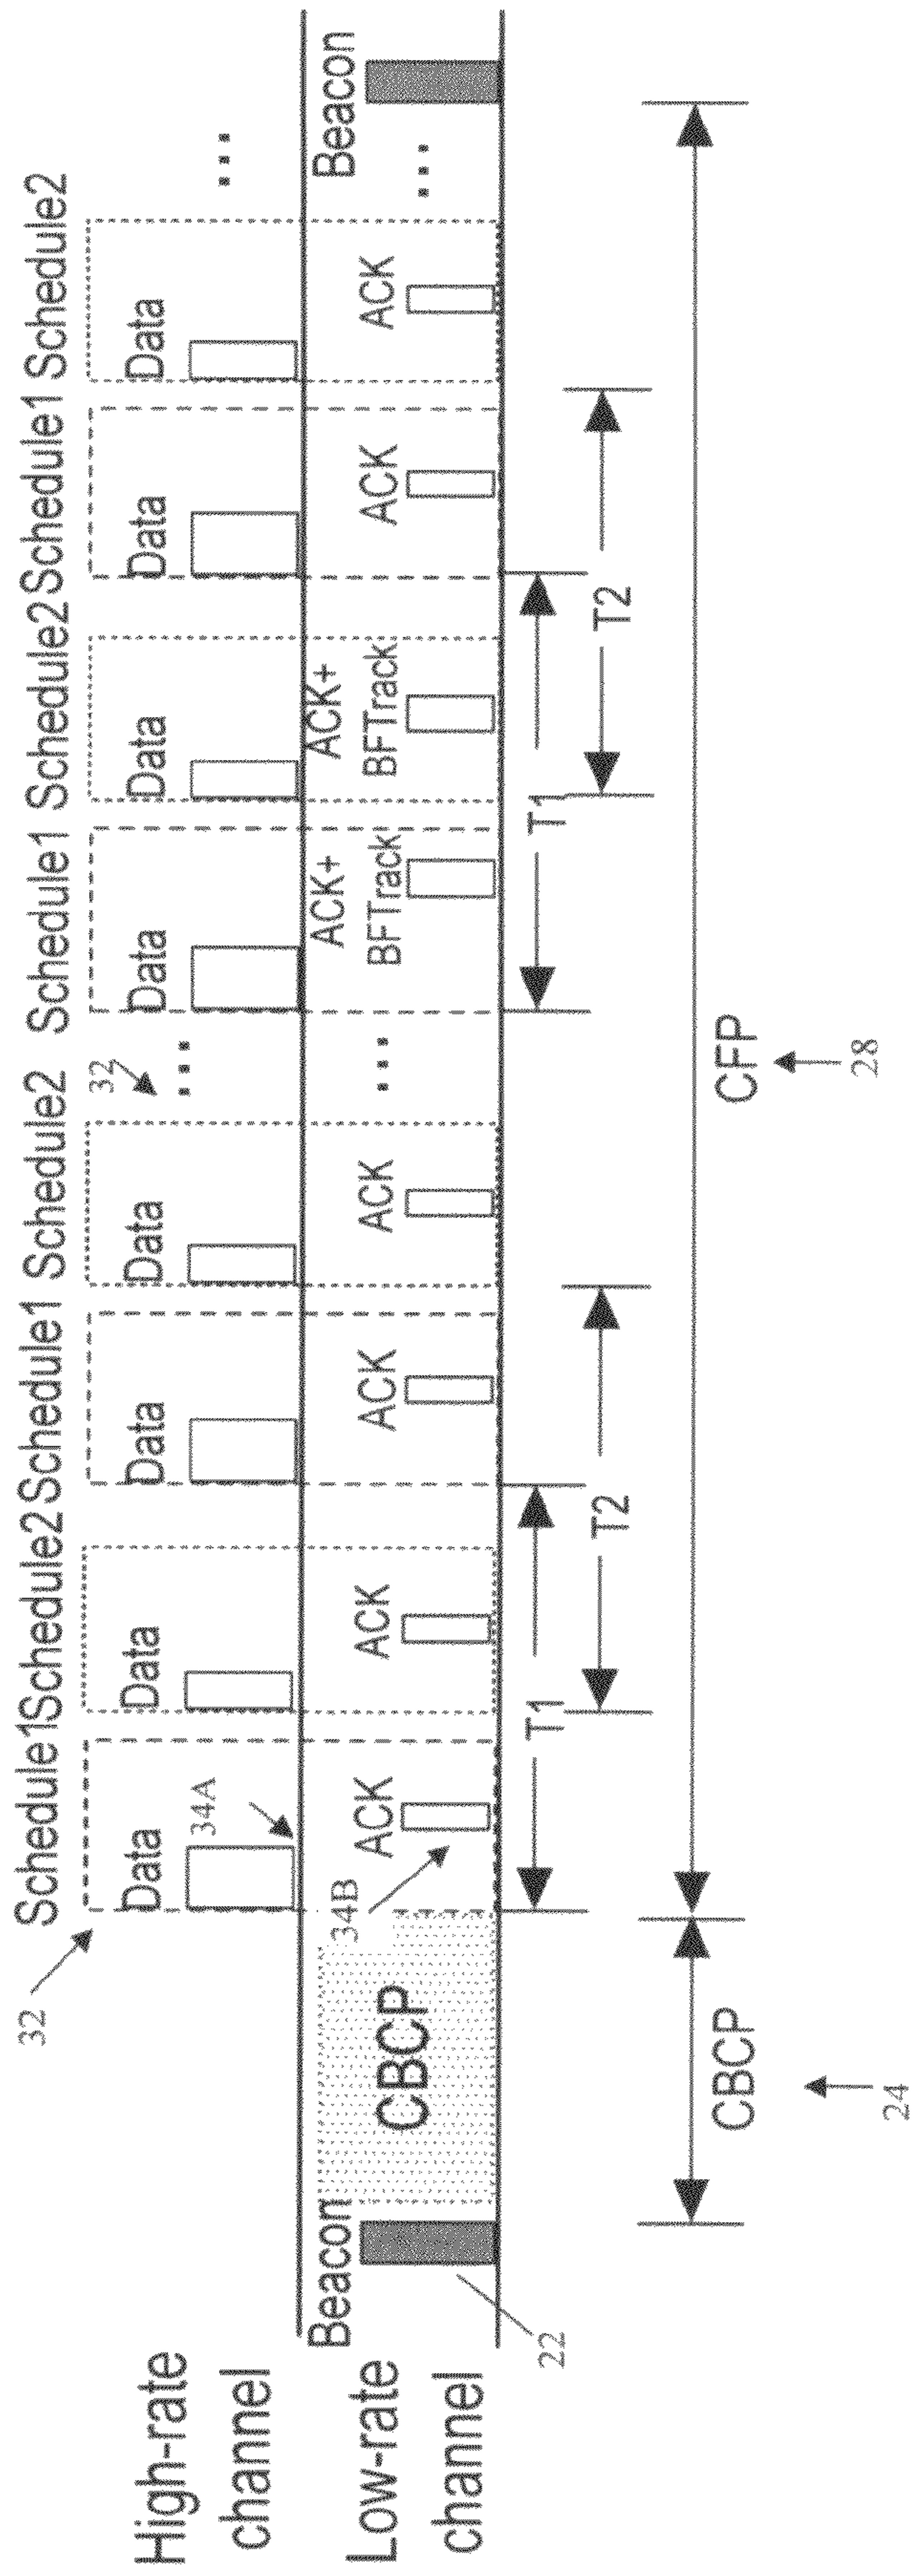 Schedule1
Schedule2
Schedule1
Schedule2
Schedule1
Schedule2
Schedule1
Schedule2
32
32
High-rate
channel
Data
Data
Data
Data
Data
Data
Data
Data
...
...
34A
Low-rate
channel
Beacon
CBCP
34B
ACK
ACK
ACK
ACK
...
ACK+
BFTrack
ACK+
BFTrack
ACK
ACK
...
Beacon
22
T1
T1
T2
T2
CBCP
24
CFP
28